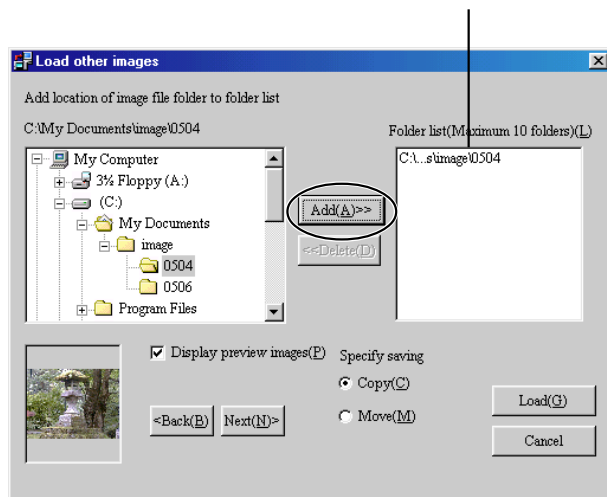 Load other images
Add location of image file folder to folder list
C:\My Documents\image\0504
Folder list(Maximum 10 folders)(L)
My Computer
3½ Floppy (A:)
(C:)
My Documents
image
0504
0506
Program Files
Add(A)>>
<<Delete(D)
C:\...s\image\0504
Display preview images(P)
Specify saving
Copy(C)
Move(M)
<Back(B)
Next(N)>
Load(G)
Cancel